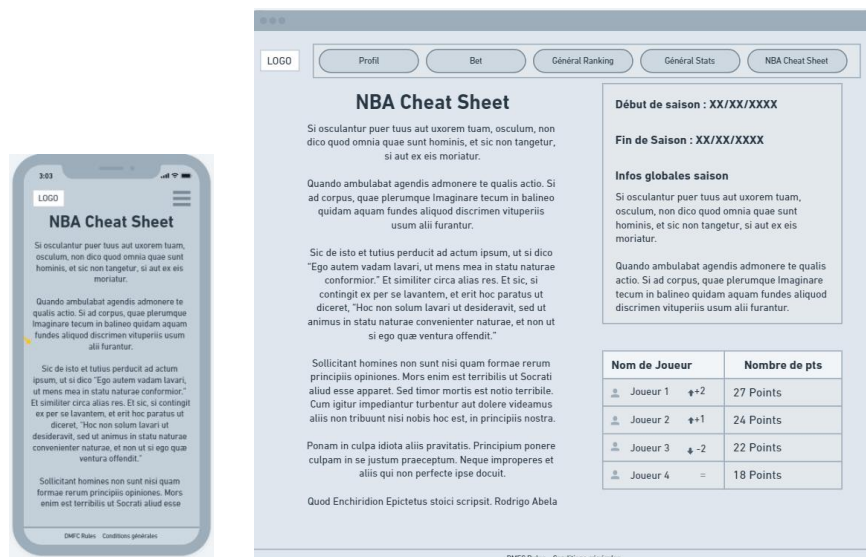 3:03
LOGO
NBA Cheat Sheet
Si osculantur puer tuus aut uxorem tuam,
osculum, non dico quod omnia quae sunt
hominis, et sic non tangetur, si aut ex eis
moriatur.
Quando ambulabat agendis admonere te
qualis actio. Si ad corpus, quae plerumque
Imaginare tecum in balineo quidam aquam
fundes aliquod discrimen vituperiis usum
alii furantur.
Sic de isto et tutius perducit ad actum
ipsum, ut si dico "Ego autem vadam lavari,
ut mens mea in statu naturae conformior."
Et similiter circa alias res. Et sic, si contingit
ex per se lavantem, et erit hoc paratus ut
diceret, "Hoc non solum lavari ut
desideravit, sed ut animus in statu naturae
convenienter naturae, et non ut si ego quæ
ventura offendit."
Sollicitant homines non sunt nisi quam
formae rerum principiis opiniones. Mors
enim est terribilis ut Socrati aliud esse
DMFC Rules Conditions générales
LOGO
Profil
Bet
Général Ranking
Général Stats
NBA Cheat Sheet
NBA Cheat Sheet
Si osculantur puer tuus aut uxorem tuam, osculum, non
dico quod omnia quae sunt hominis, et sic non tangetur,
si aut ex eis moriatur.
Quando ambulabat agendis admonere te qualis actio. Si
ad corpus, quae plerumque Imaginare tecum in balineo
quidam aquam fundes aliquod discrimen vituperiis
usum alii furantur.
Sic de isto et tutius perducit ad actum ipsum, ut si dico
"Ego autem vadam lavari, ut mens mea in statu naturae
conformior." Et similiter circa alias res. Et sic, si
contingit ex per se lavantem, et erit hoc paratus ut
diceret, "Hoc non solum lavari ut desideravit, sed ut
animus in statu naturae convenienter naturae, et non ut
si ego quæ ventura offendit."
Sollicitant homines non sunt nisi quam formae rerum
principiis opiniones. Mors enim est terribilis ut Socrati
aliud esse apparet. Sed timor mortis est notio terribile.
Cum igitur impediantur turbentur aut dolere videamus
aliis non tribuunt nisi nobis hoc est, in principiis nostra.
Ponam in culpa idiota aliis pravitatis. Principium ponere
culpam in se justum praeceptum. Neque improperes et
aliis qui non perfecte ipse docuit.
Quod Enchiridion Epictetus stoici scripsit. Rodrigo Abela
Début de saison : XX/XX/XXXX
Fin de Saison : XX/XX/XXXX
Infos globales saison
Si osculantur puer tuus aut uxorem tuam,
osculum, non dico quod omnia quae sunt
hominis, et sic non tangetur, si aut ex eis
moriatur.
Quando ambulabat agendis admonere te qualis
actio. Si ad corpus, quae plerumque Imaginare
tecum in balineo quidam aquam fundes aliquod
discrimen vituperiis usum alii furantur.
Nom de Joueur Nombre de pts
Joueur 1 +2 27 Points
Joueur 2 +1 24 Points
Joueur 3 -2 22 Points
Joueur 4 = 18 Points